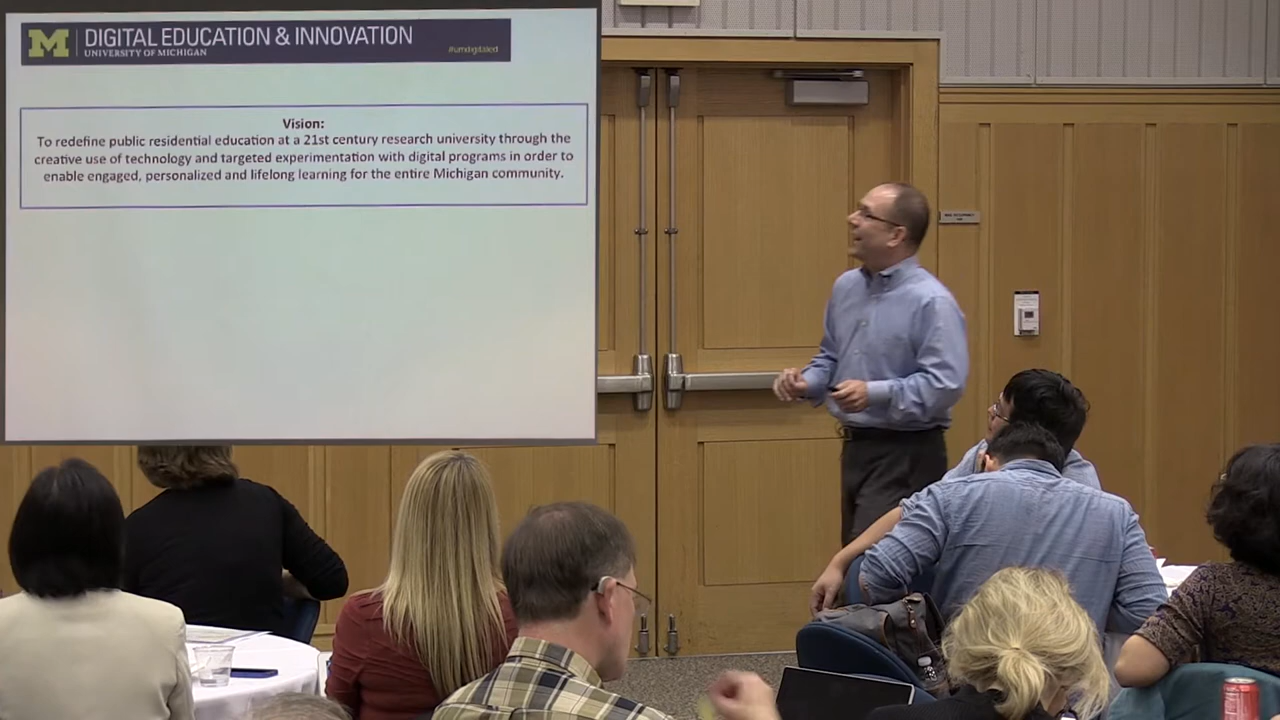 M
DIGITAL EDUCATION & INNOVATION
UNIVERSITY OF MICHIGAN
#umdigitaled
Vision:
To redefine public residential education at a 21st century research university through the
creative use of technology and targeted experimentation with digital programs in order to
enable engaged, personalized and lifelong learning for the entire Michigan community.